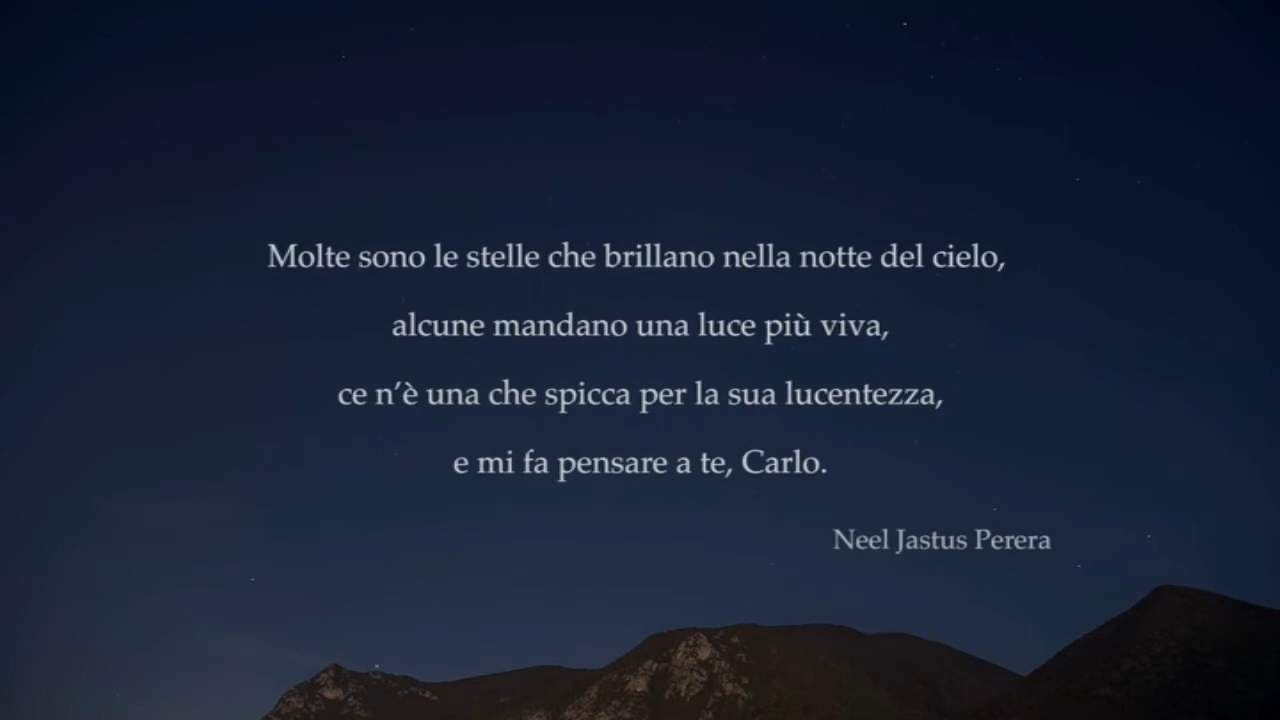 Molte sono le stelle che brillano nella notte del cielo,
alcune mandano una luce più viva,
ce n’è una che spicca per la sua lucentezza,
e mi fa pensare a te, Carlo.
Neel Jastus Perera